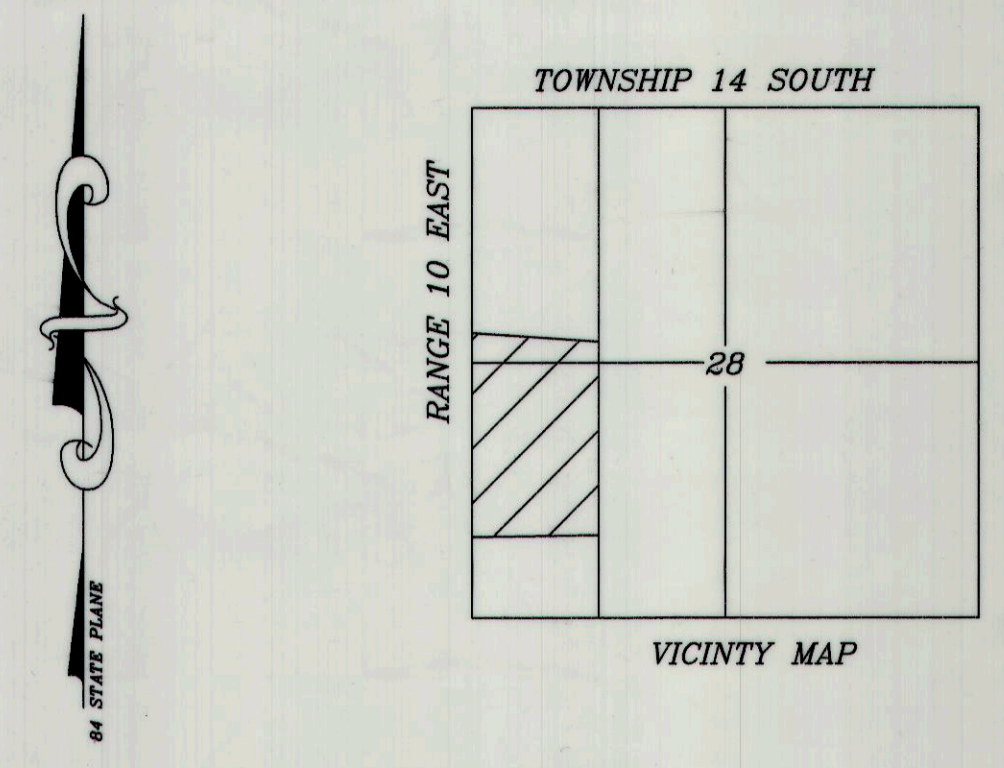 TOWNSHIP 14 SOUTH
RANGE 10 EAST
28
VICINTY MAP
84 STATE PLANE